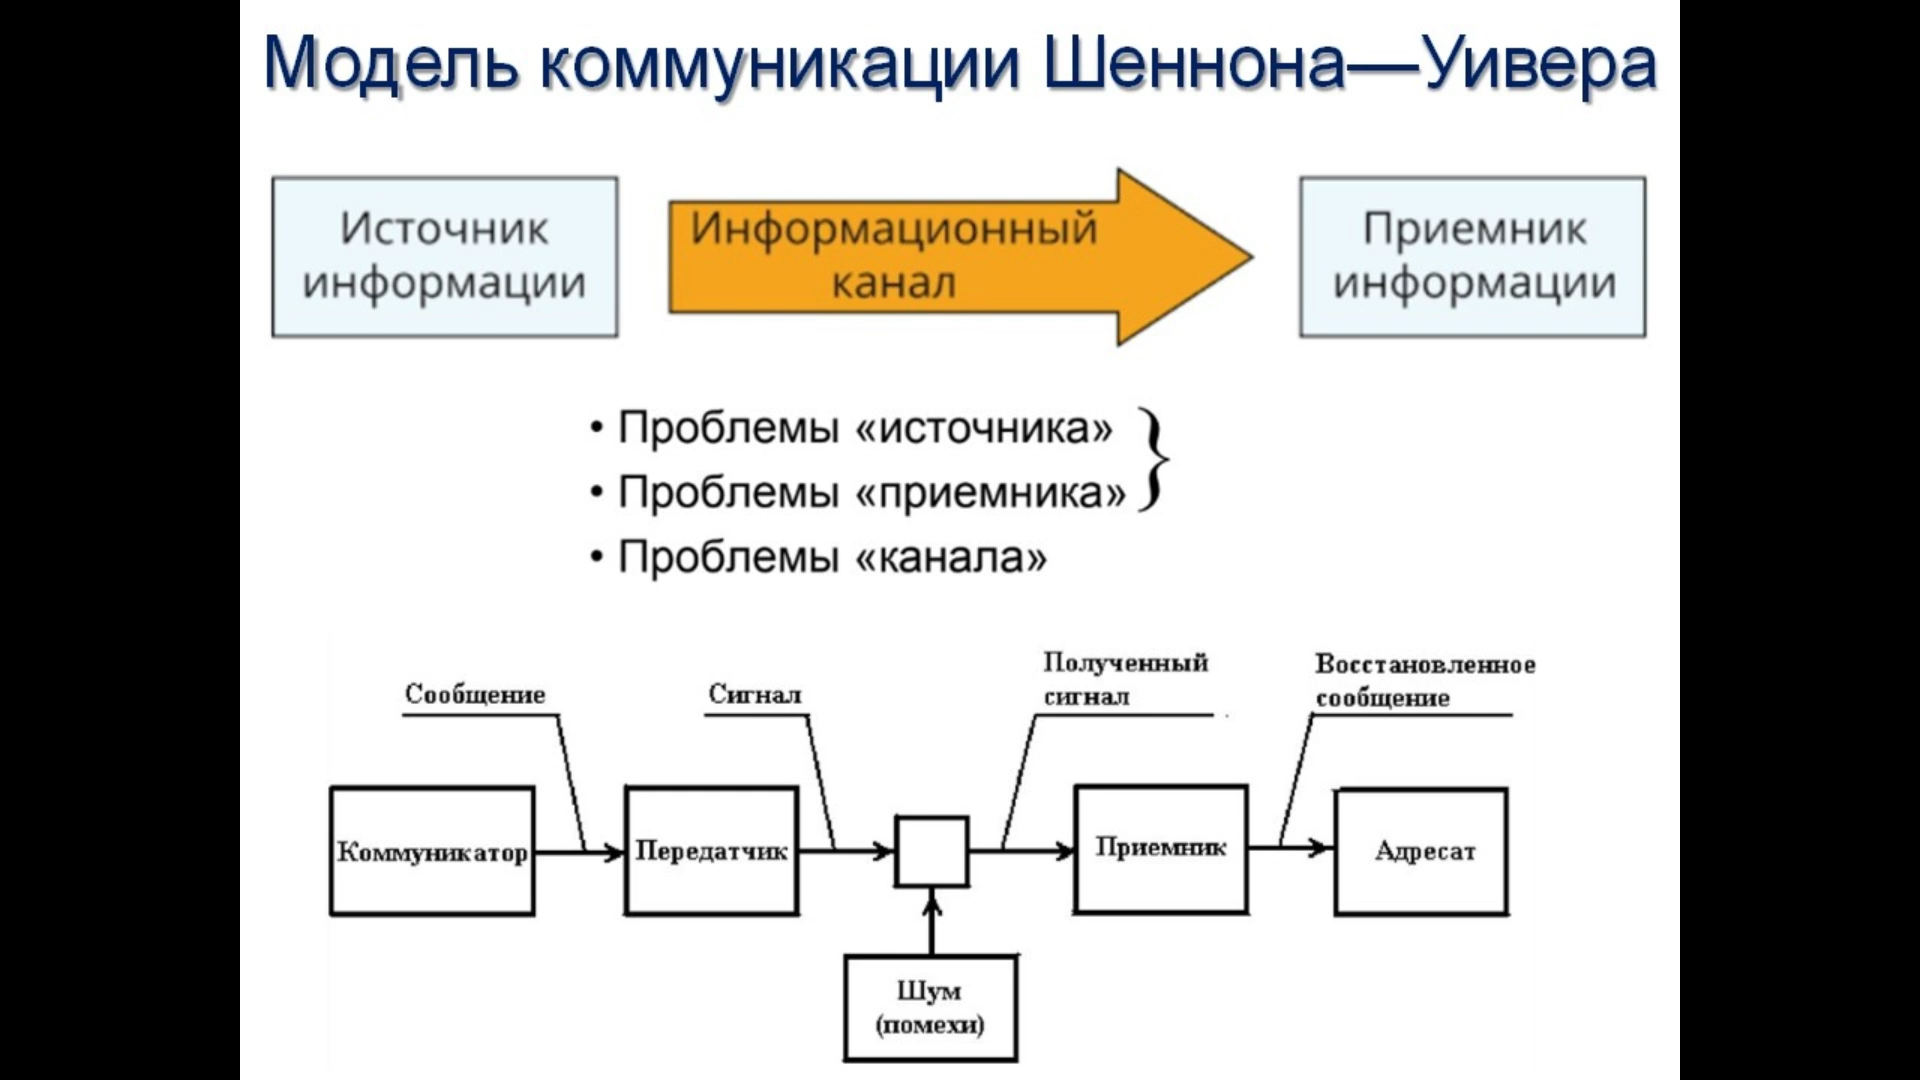 Модель коммуникации Шеннона—Уивера
Источник
информации
Информационный
канал
Приемник
информации
• Проблемы «источника»
• Проблемы «приемника»
• Проблемы «канала»
Сообщение
Сигнал
Полученный
сигнал
Восстановленное
сообщение
Коммуникатор
Передатчик
Приемник
Адресат
Шум
(помехи)